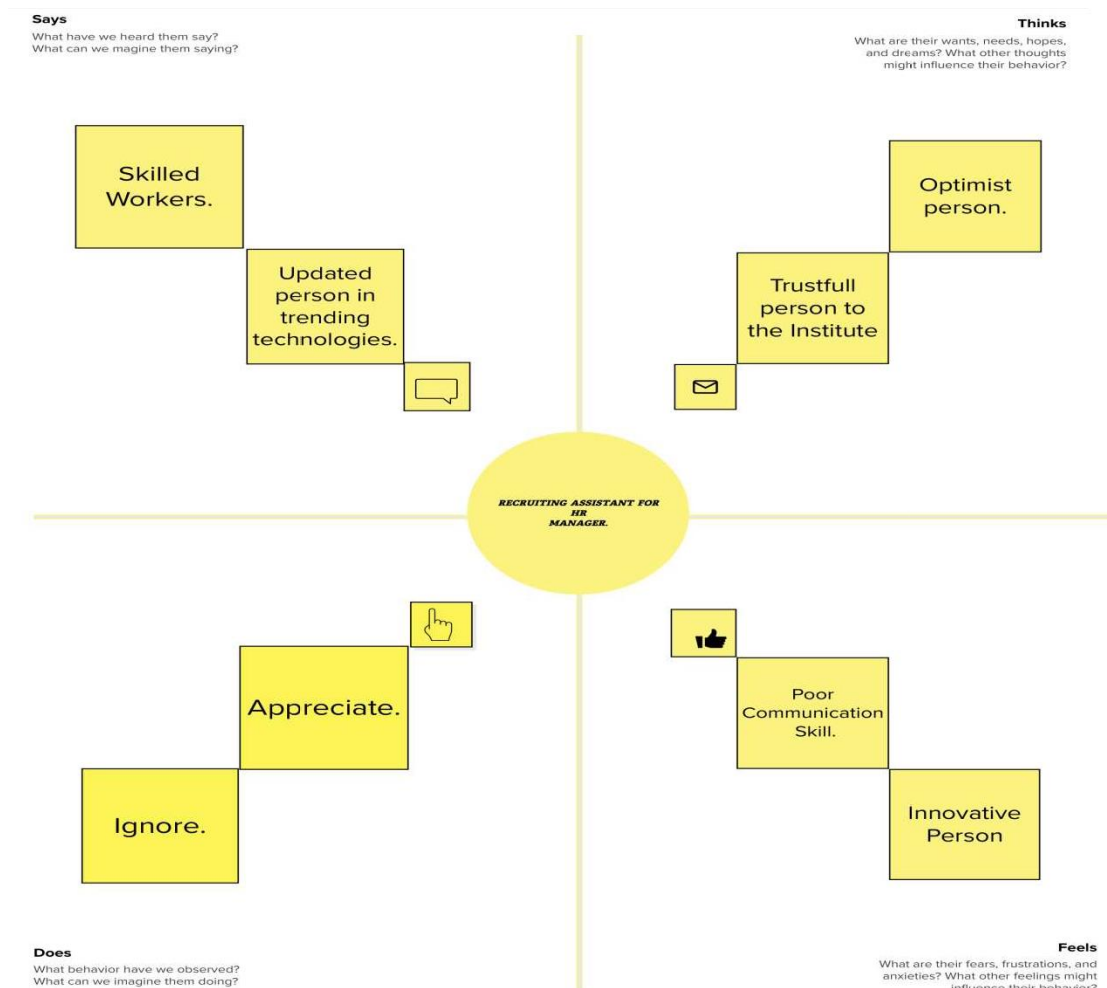 Says
What have we heard them say?
What can we magine them saying?
Thinks
What are their wants, needs, hopes,
and dreams? What other thoughts
might influence their behavior?
Skilled
Workers.
Updated
person in
trending
technologies.
Optimist
person.
Trustfull
person to
the Institute
RECRUITING ASSISTANT FOR
HR
MANAGER.
Appreciate.
Ignore.
Poor
Communication
Skill.
Innovative
Person
Does
What behavior have we observed?
What can we imagine them doing?
Feels
What are their fears, frustrations, and
anxieties? What other feelings might
influence their behavior?